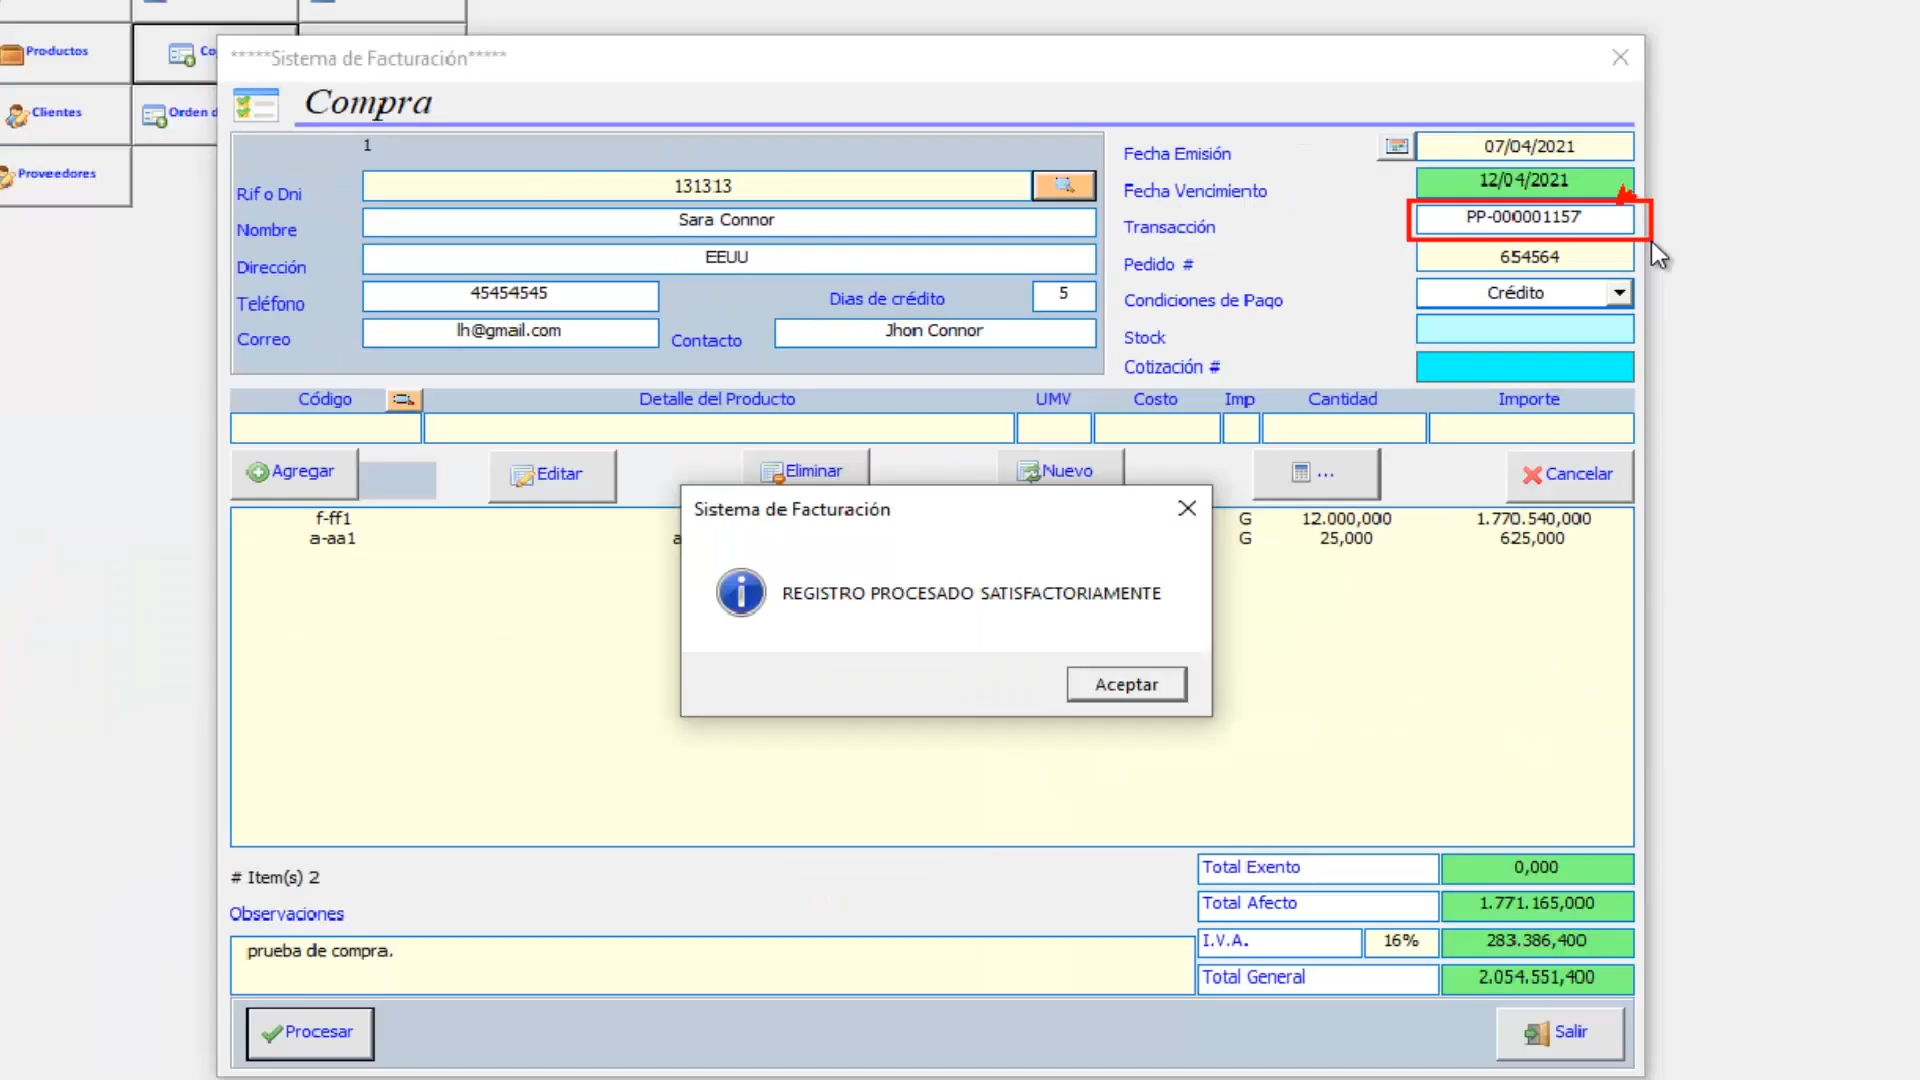 Productos
Co
*****Sistema de Facturación*****
Clientes
Orden d
Proveedores
Compra
1
Rif o Dni
131313
Nombre
Sara Connor
Dirección
EEUU
Teléfono
45454545
Dias de crédito
5
Correo
lh@gmail.com
Contacto
Jhon Connor
Fecha Emisión
07/04/2021
Fecha Vencimiento
12/04/2021
Transacción
PP-000001157
Pedido #
654564
Condiciones de Pago
Crédito
Stock
Cotización #
Código Detalle del Producto UMV Costo Imp Cantidad Importe
Agregar Editar Eliminar Nuevo ... Cancelar
f-ff1 G 12.000,000 1.770.540,000
a-aa1 a G 25,000 625,000
Sistema de Facturación
REGISTRO PROCESADO SATISFACTORIAMENTE
Aceptar
# Item(s) 2
Observaciones
prueba de compra.
Total Exento 0,000
Total Afecto 1.771.165,000
I.V.A. 16% 283.386,400
Total General 2.054.551,400
Procesar
Salir